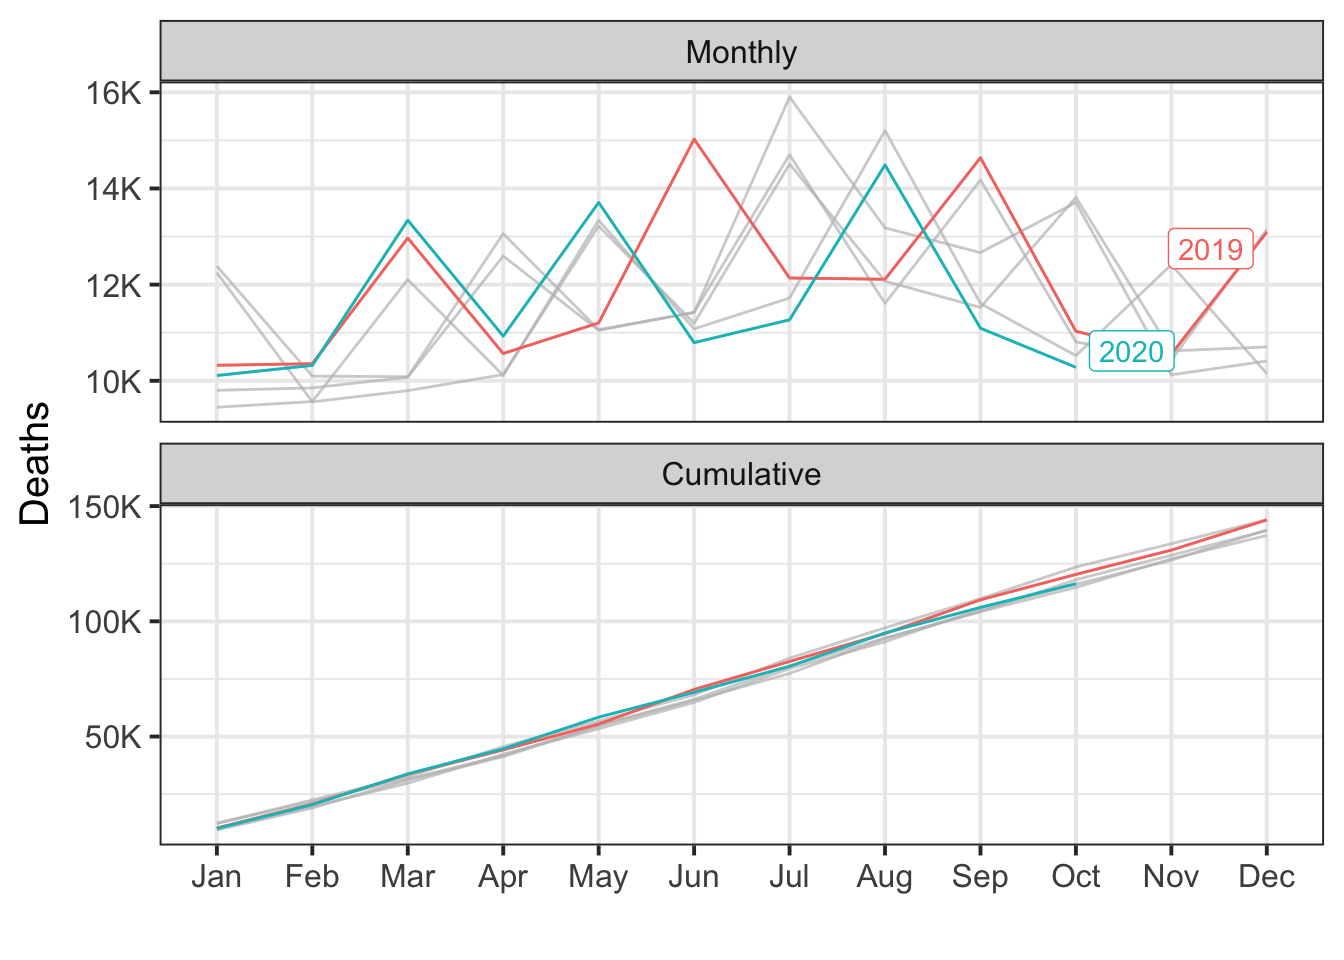 Monthly
16K
14K
12K
10K
2019
2020
Deaths
Cumulative
150K
100K
50K
Jan Feb Mar Apr May Jun Jul Aug Sep Oct Nov Dec